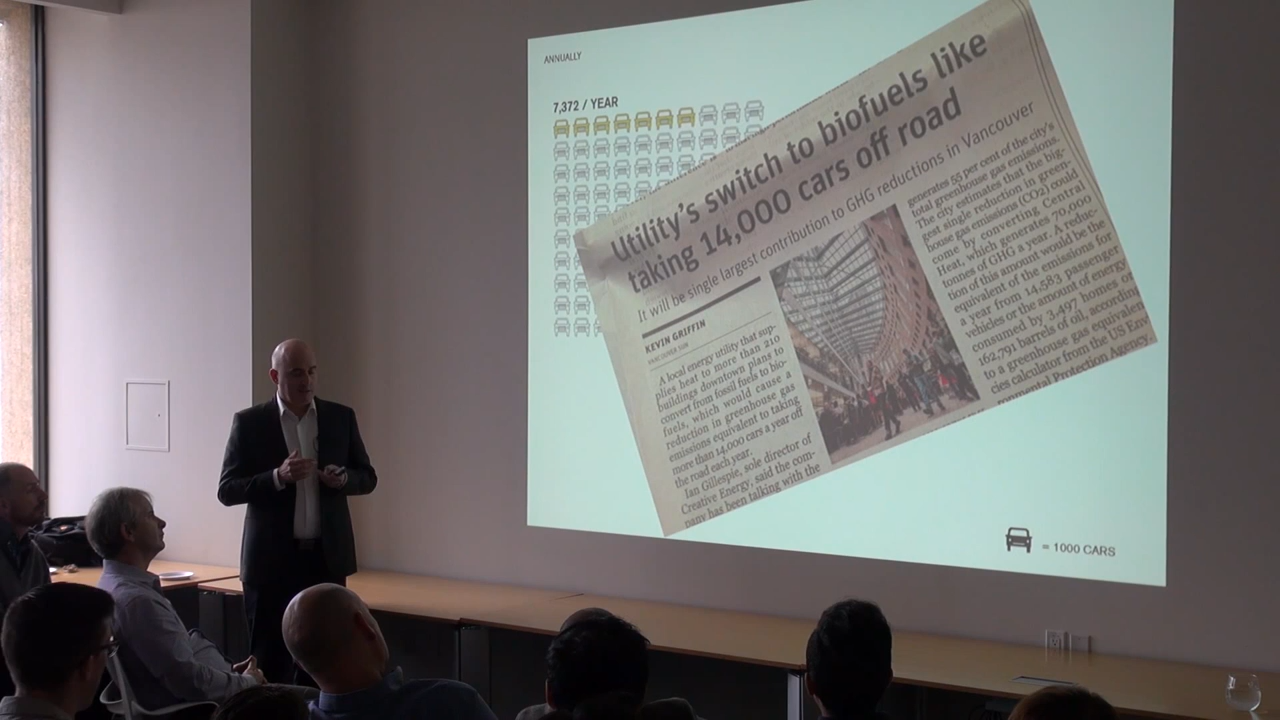 ANNUALLY
7,372 / YEAR
Utility's switch to biofuels like
taking 14,000 cars off road
It will be single largest contribution to GHG reductions in Vancouver
KEVIN GRIFFIN
VANCOUVER SUN
A local energy utility that sup-
plies heat to more than 210
buildings downtown plans to
convert from fossil fuels to bio-
fuels, which would cause a
reduction in greenhouse gas
emissions equivalent to taking
more than 14,000 cars a year off
the road each year.
Ian Gillespie, sole director of
Creative Energy, said the com-
pany has been talking with the
generates 55 per cent of the city's
total greenhouse gas emissions.
The city estimates that the big-
gest single reduction in green-
house gas emissions (CO2) could
come by converting Central
Heat, which generates 70,000
tonnes of GHG a year. A reduc-
tion of this amount would be the
equivalent of the emissions for
a year from 14,583 passenger
vehicles or the amount of energy
consumed by 3,497 homes or
162,791 barrels of oil, according
to a greenhouse gas equivalen
cies calculator from the US Env
ronmental Protection Agency.
= 1000 CARS